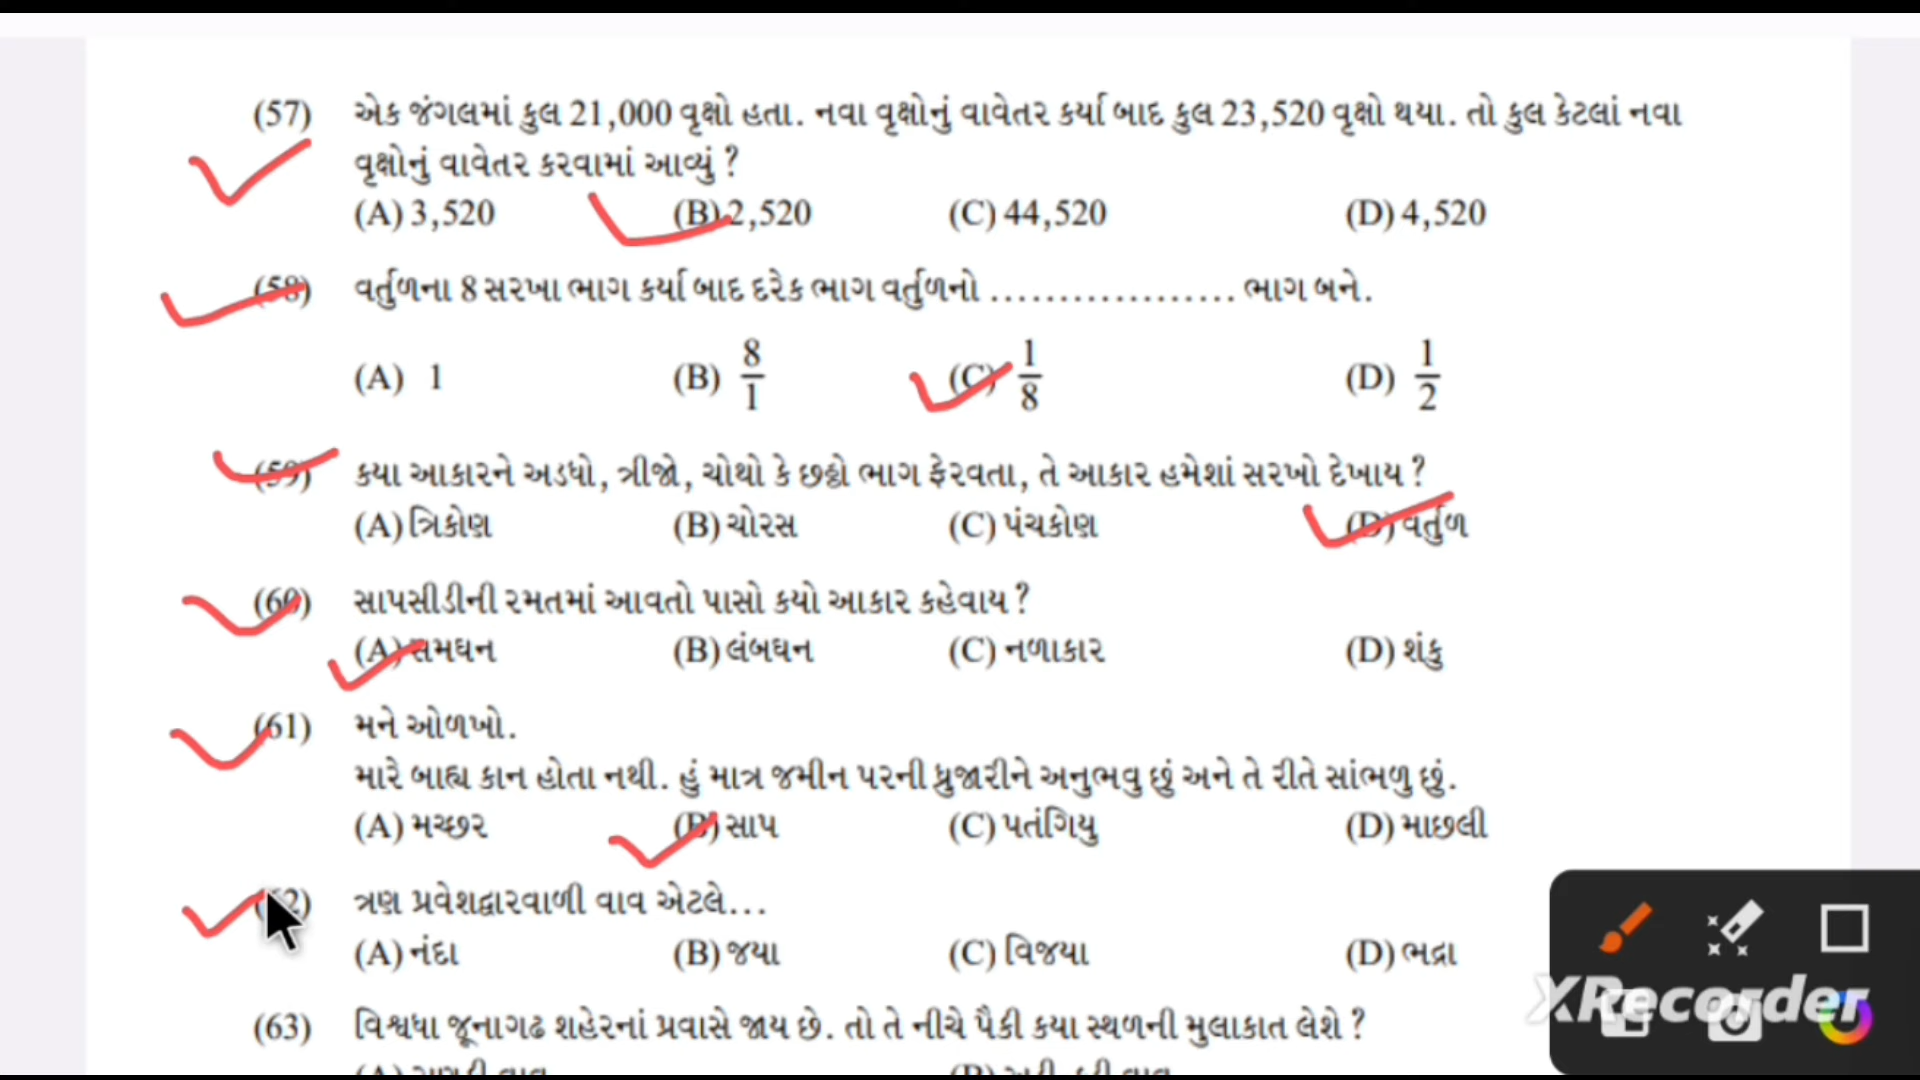 (57) એક જંગલમાં કુલ 21,000 વૃક્ષો હતા. નવા વૃક્ષોનું વાવેતર કર્યા બાદ કુલ 23,520 વૃક્ષો થયા. તો કુલ કેટલાં નવા
વૃક્ષોનું વાવેતર કરવામાં આવ્યું ?
(A) 3,520 (B) 2,520 (C) 44,520 (D) 4,520
(58) વર્તુળના 8 સરખા ભાગ કર્યા બાદ દરેક ભાગ વર્તુળનો .................. ભાગ બને.
(A) 1 (B) 8/1 (C) 1/8 (D) 1/2
(59) કયા આકારને અડધો, ત્રીજો, ચોથો કે છઠ્ઠો ભાગ ફેરવતા, તે આકાર હમેશાં સરખો દેખાય ?
(A) ત્રિકોણ (B) ચોરસ (C) પંચકોણ (D) વર્તુળ
(60) સાપસીડીની રમતમાં આવતો પાસો કયો આકાર કહેવાય ?
(A) સમઘન (B) લંબઘન (C) નળાકાર (D) શંકુ
(61) મને ઓળખો.
મારે બાહ્ય કાન હોતા નથી. હું માત્ર જમીન પરની ધ્રુજારીને અનુભવુ છું અને તે રીતે સાંભળુ છું.
(A) મચ્છર (B) સાપ (C) પતંગિયુ (D) માછલી
(62) ત્રણ પ્રવેશદ્વારવાળી વાવ એટલે...
(A) નંદા (B) જયા (C) વિજયા (D) ભદ્રા
(63) વિશ્વધા જૂનાગઢ શહેરનાં પ્રવાસે જાય છે. તો તે નીચે પૈકી કયા સ્થળની મુલાકાત લેશે ?
XRecorder